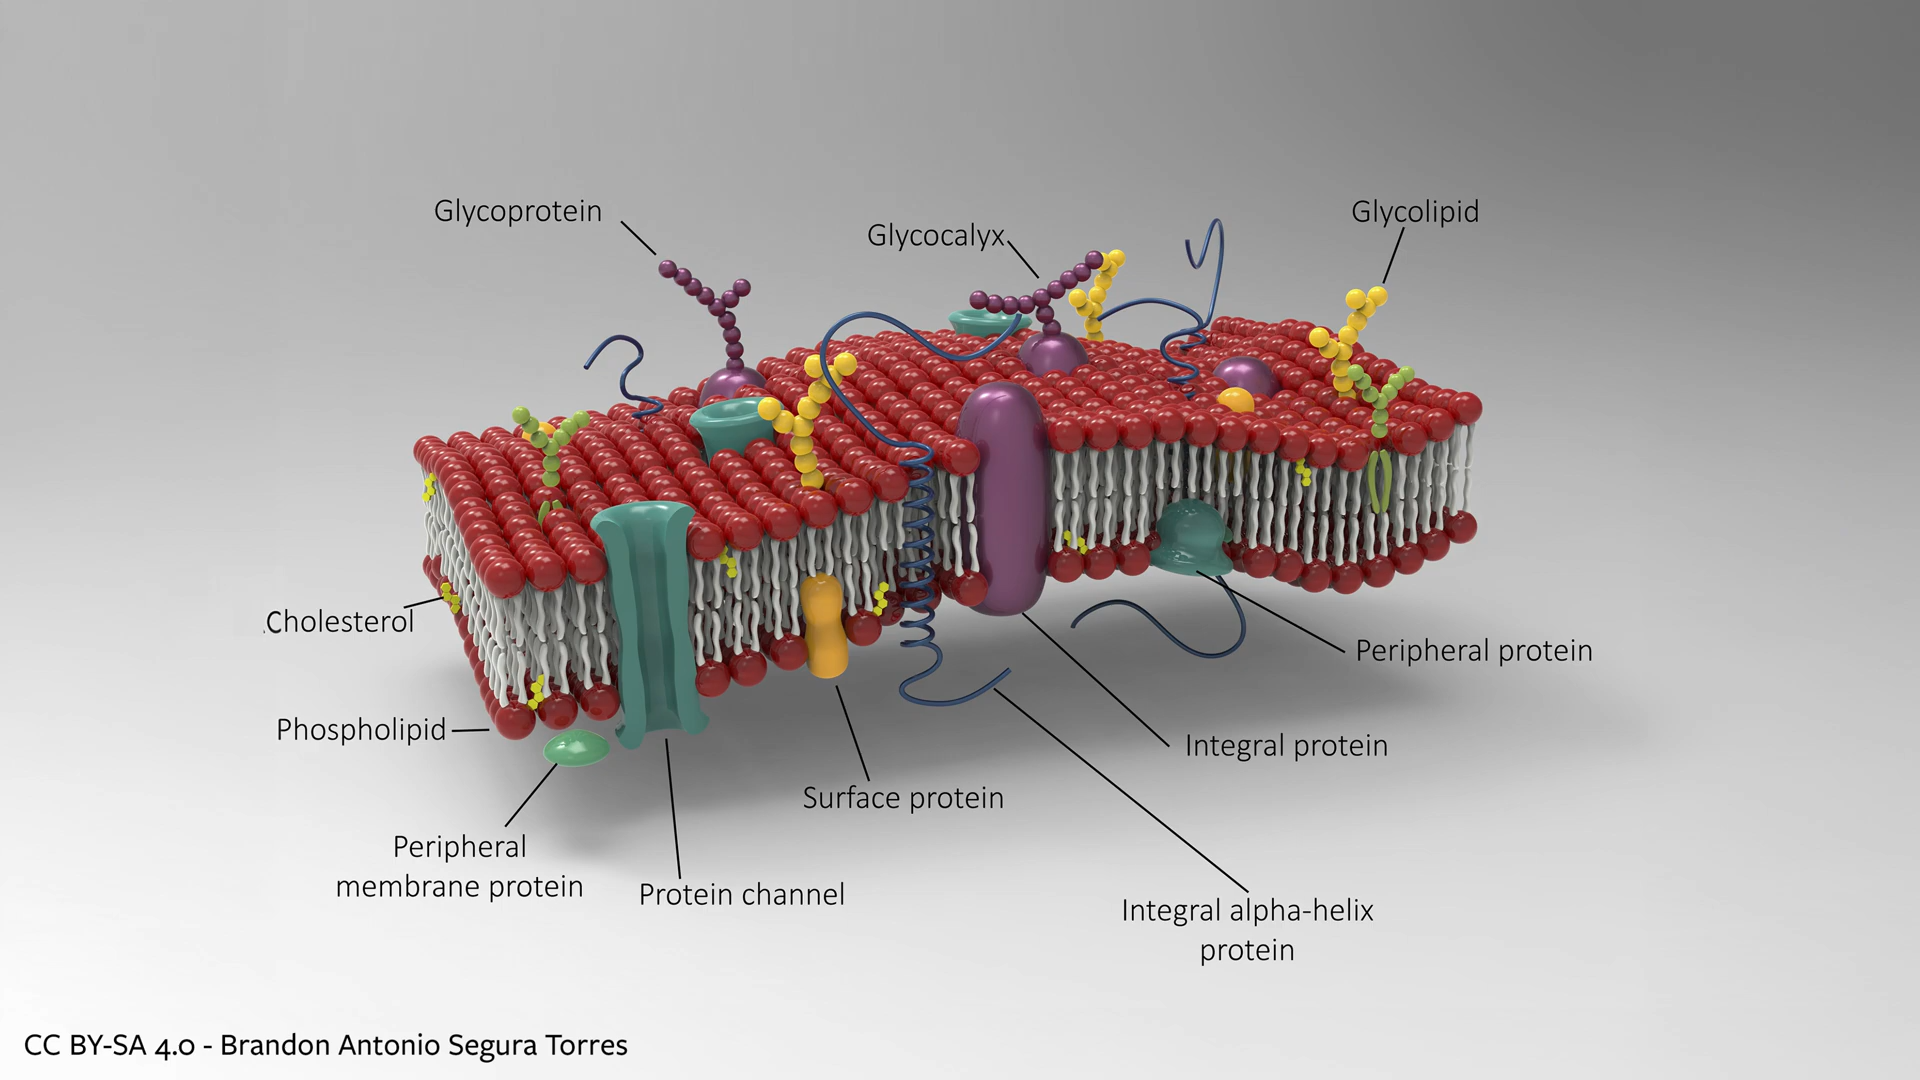 Glycoprotein
Glycocalyx
Glycolipid
Cholesterol
Peripheral protein
Phospholipid
Integral protein
Surface protein
Peripheral
membrane protein
Protein channel
Integral alpha-helix
protein
CC BY-SA 4.0 - Brandon Antonio Segura Torres